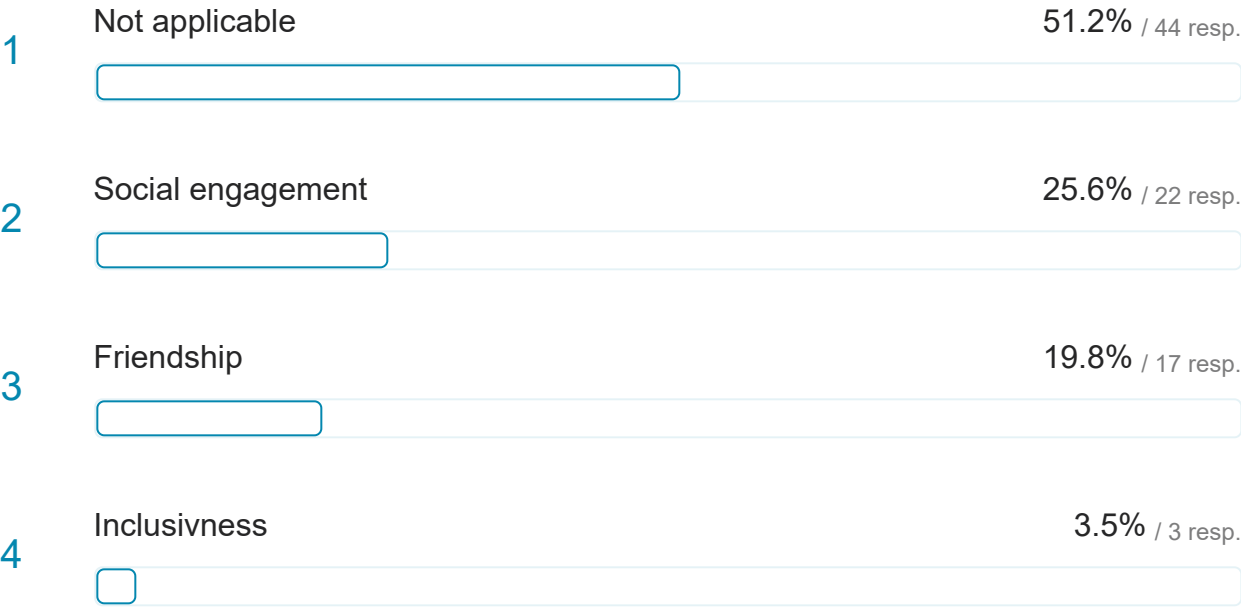 1 Not applicable 51.2% / 44 resp.
2 Social engagement 25.6% / 22 resp.
3 Friendship 19.8% / 17 resp.
4 Inclusivness 3.5% / 3 resp.